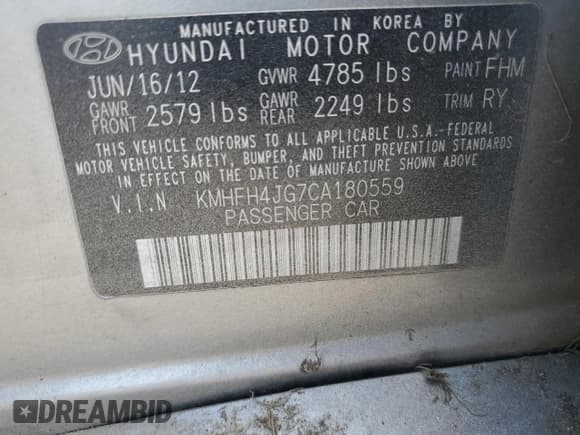 MANUFACTURED IN KOREA BY
HYUNDAI MOTOR COMPANY
JUN/16/12 GVWR 4785 lbs PAINT FHM
GAWR FRONT 2579 lbs GAWR REAR 2249 lbs TRIM RY
THIS VEHICLE CONFORMS TO ALL APPLICABLE U.S.A.-FEDERAL
MOTOR VEHICLE SAFETY, BUMPER, AND THEFT PREVENTION STANDARDS
IN EFFECT ON THE DATE OF MANUFACTURE SHOWN ABOVE
V.I.N KMHFH4JG7CA180559
PASSENGER CAR
DREAMBID